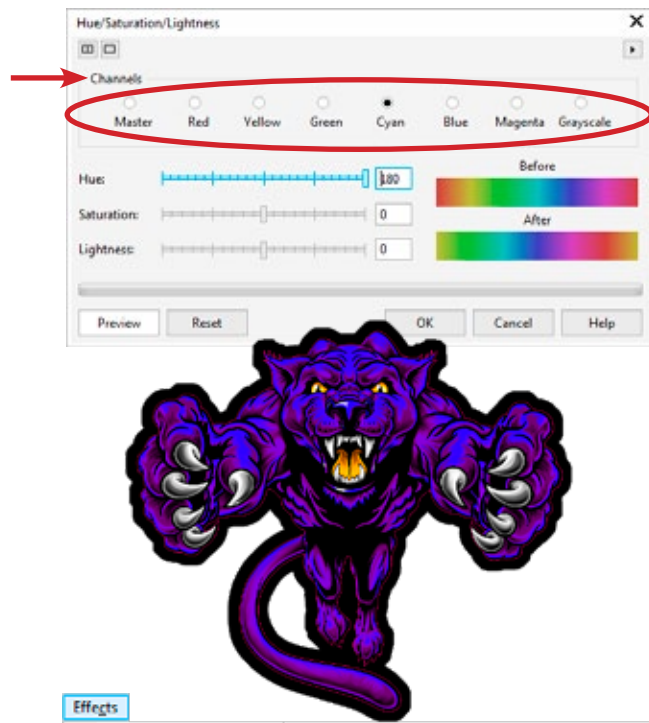 Hue/Saturation/Lightness
Channels
Master Red Yellow Green Cyan Blue Magenta Grayscale
Hue: 180
Before
Saturation: 0
After
Lightness: 0
Preview Reset OK Cancel Help
Effects